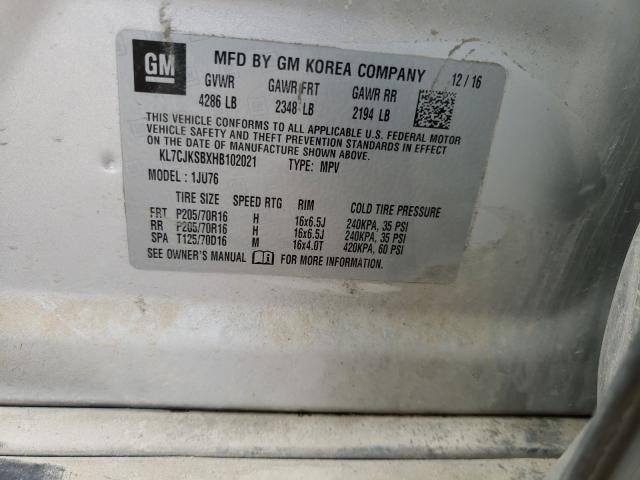 GM MFD BY GM KOREA COMPANY 12/16
GVWR GAWR FRT GAWR RR
4286 LB 2348 LB 2194 LB
THIS VEHICLE CONFORMS TO ALL APPLICABLE U.S. FEDERAL MOTOR
VEHICLE SAFETY AND THEFT PREVENTION STANDARDS IN EFFECT
ON THE DATE OF MANUFACTURE SHOWN ABOVE.
KL7CJKSBXHB102021 TYPE: MPV
MODEL : 1JU76
TIRE SIZE SPEED RTG RIM COLD TIRE PRESSURE
FRT P205/70R16 H 16x6.5J 240KPA, 35 PSI
RR P205/70R16 H 16x6.5J 240KPA, 35 PSI
SPA T125/70D16 M 16x4.0T 420KPA, 60 PSI
SEE OWNER'S MANUAL FOR MORE INFORMATION.